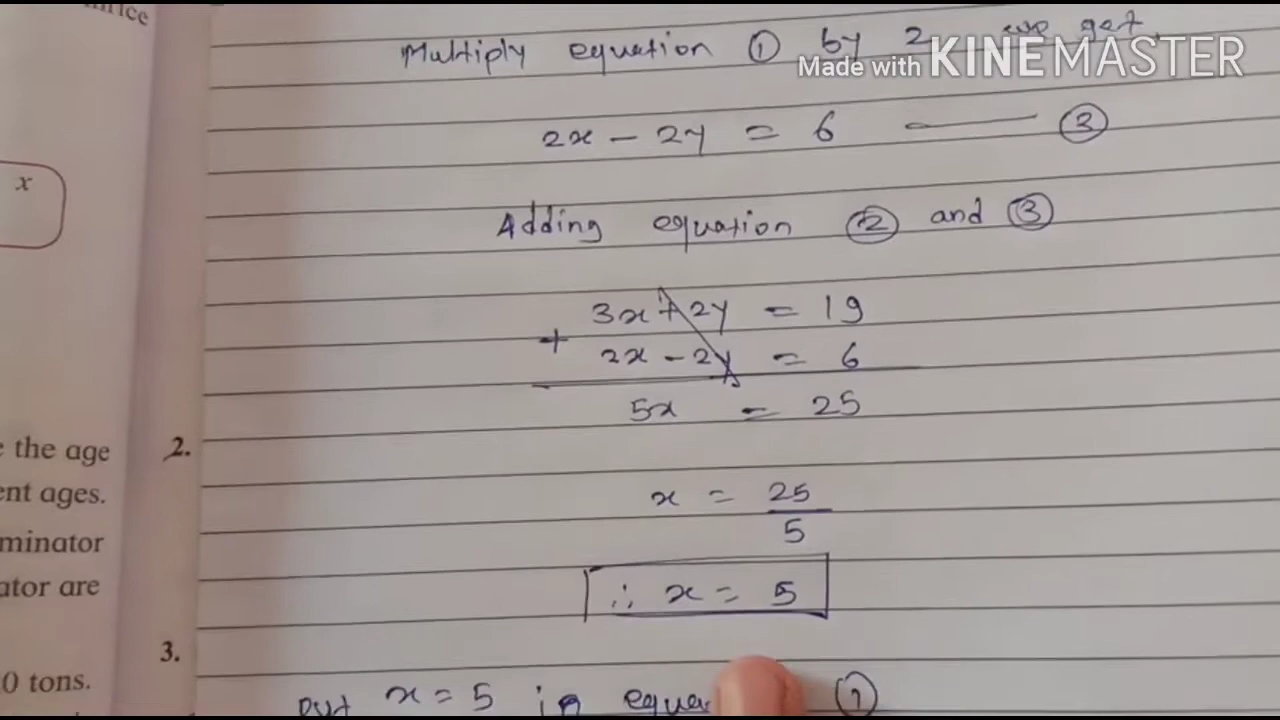 Multiply equation ① by 2 we get.
Made with KINEMASTER
2x - 2y = 6 ——— ③
x
Adding equation ② and ③
3x + 2y = 19
+ 2x - 2y = 6
5x = 25
the age 2.
x = 25
ent ages.
5
minator
ator are
∴ x = 5
3.
0 tons.
put x = 5 in ①